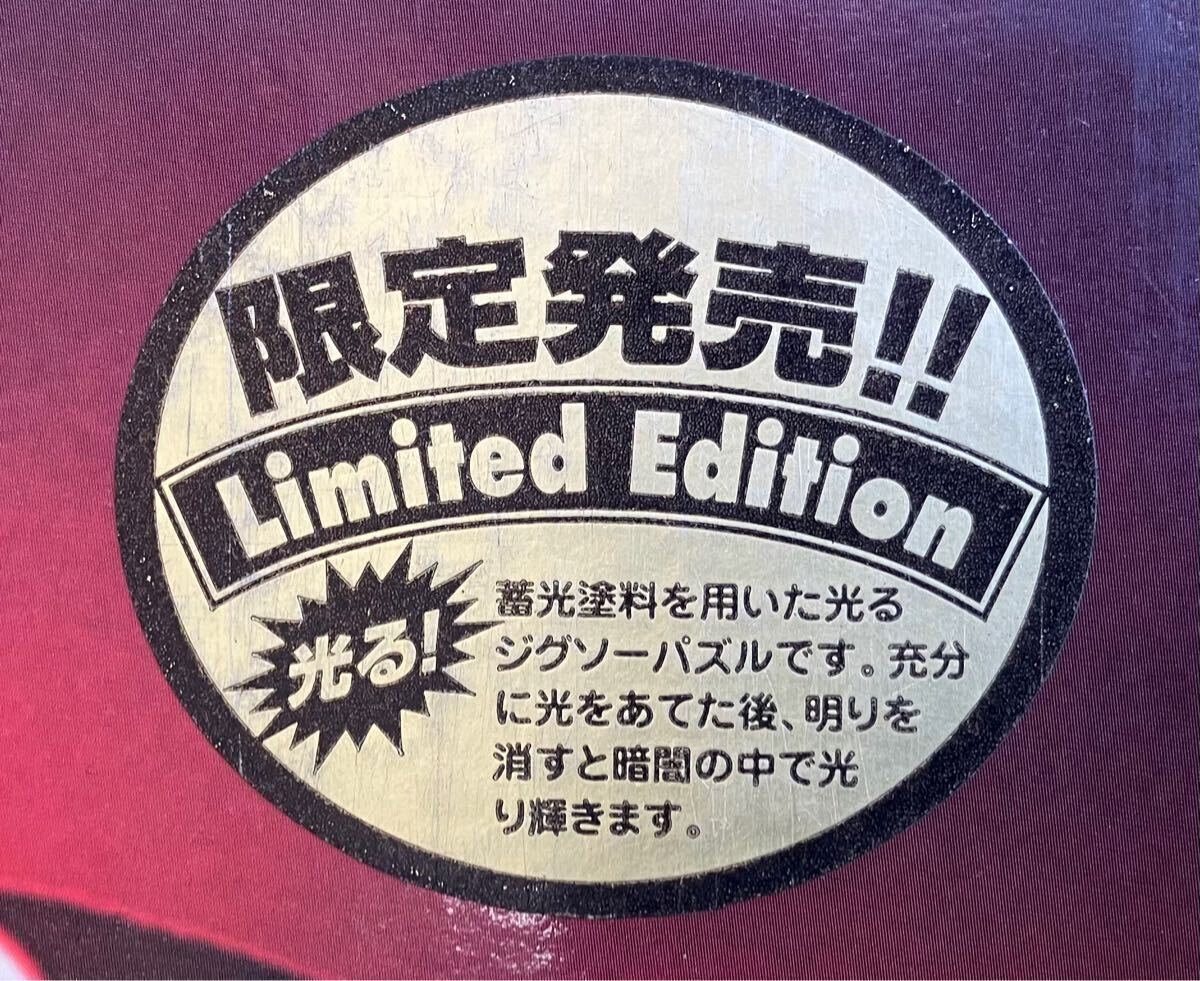 限定発売!!
Limited Edition
光る!
蓄光塗料を用いた光る
ジグソーパズルです。充分
に光をあてた後、明りを
消すと暗闇の中で光
り輝きます。